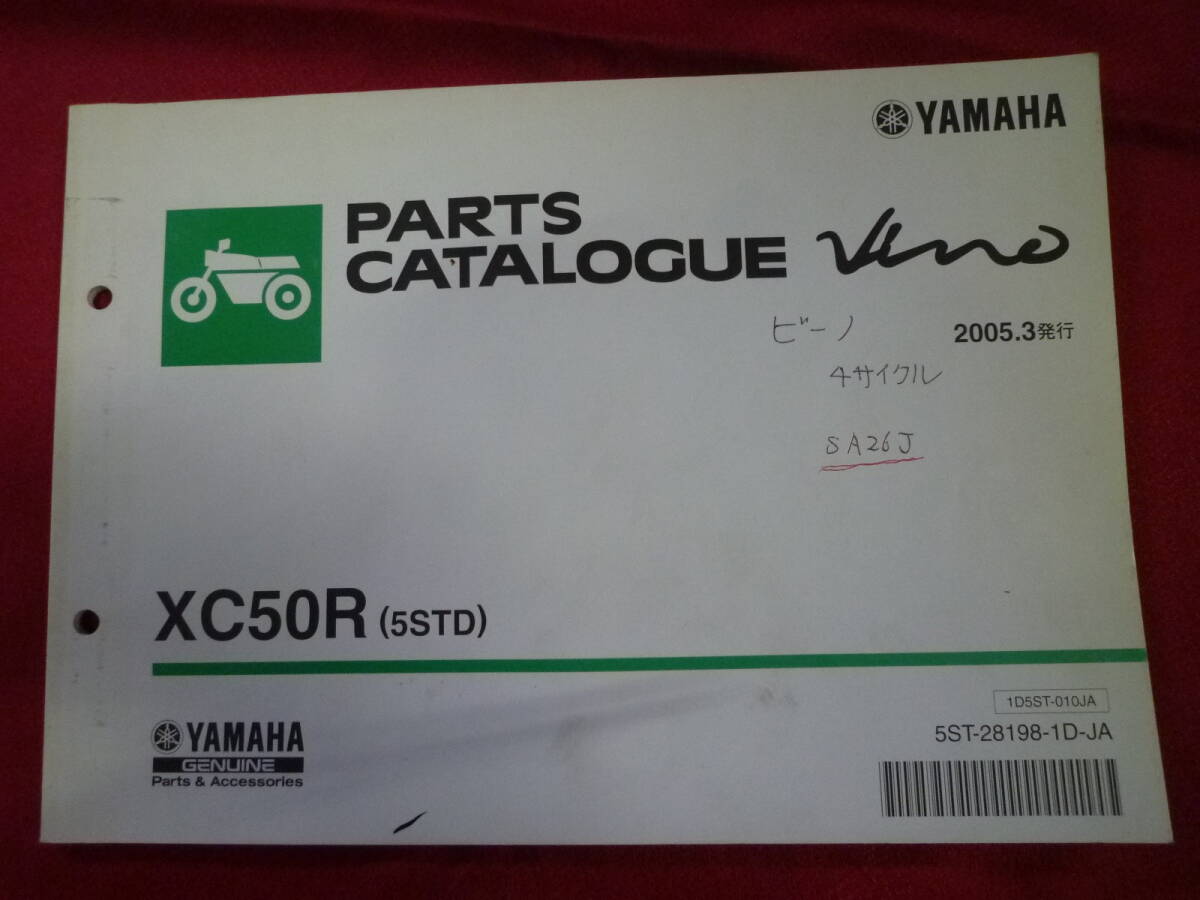 YAMAHA
PARTS
CATALOGUE Vino
ビーノ
2005.3発行
4サイクル
SA26J
XC50R (5STD)
1D5ST-010JA
5ST-28198-1D-JA
YAMAHA
GENUINE
Parts & Accessories